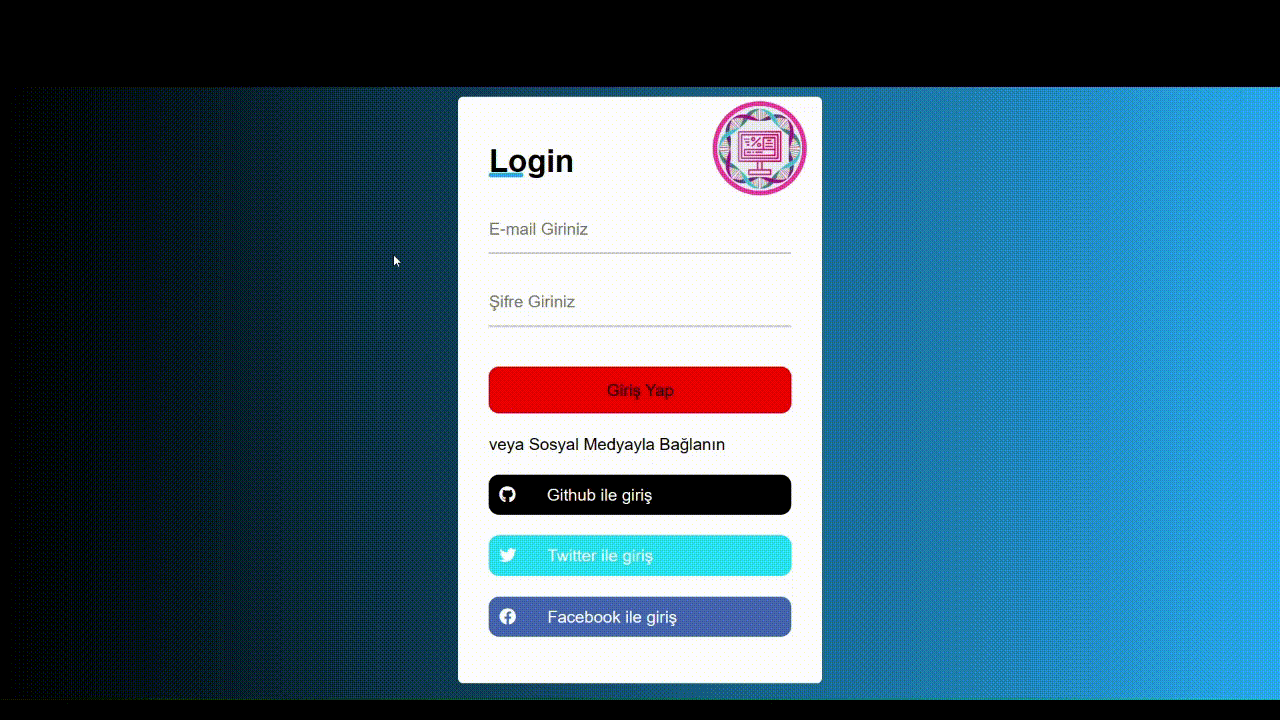 Login
E-mail Giriniz
Şifre Giriniz
Giriş Yap
veya Sosyal Medyayla Bağlanın
Github ile giriş
Twitter ile giriş
Facebook ile giriş